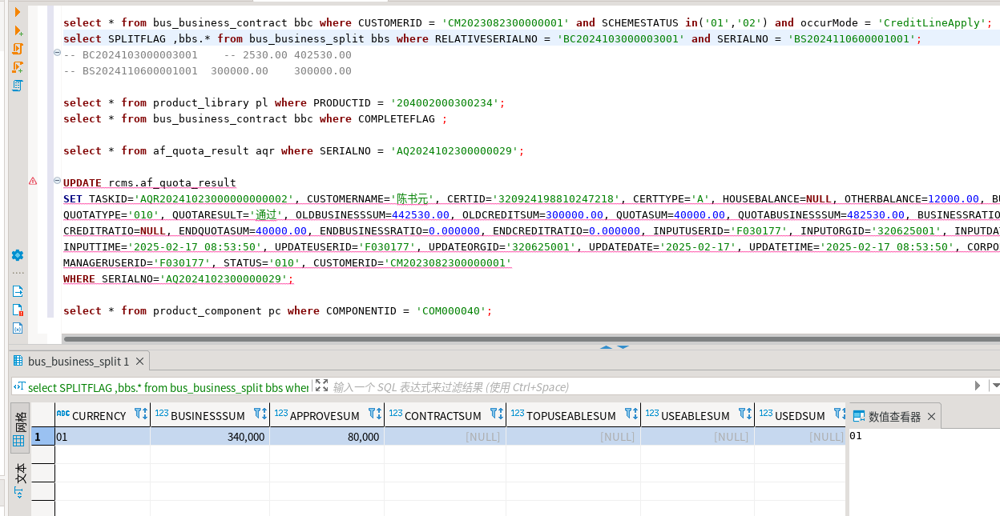 select * from bus_business_contract bbc where CUSTOMERID = 'CM2023082300000001' and SCHEMESTATUS in('01','02') and occurMode = 'CreditLineApply';
select SPLITFLAG ,bbs.* from bus_business_split bbs where RELATIVESERIALNO = 'BC2024103000003001' and SERIALNO = 'BS2024110600001001';
-- BC2024103000003001    -- 2530.00 402530.00
-- BS2024110600001001  300000.00    300000.00
select * from product_library pl where PRODUCTID = '204002000300234';
select * from bus_business_contract bbc where COMPLETEFLAG ;
select * from af_quota_result aqr where SERIALNO = 'AQ2024102300000029';
UPDATE rcms.af_quota_result
SET TASKID='AQR20241023000000000002', CUSTOMERNAME='陈书元', CERTID='320924198810247218', CERTTYPE='A', HOUSEBALANCE=NULL, OTHERBALANCE=12000.00, BU
QUOTATYPE='010', QUOTARESULT='通过', OLDBUSINESSSUM=442530.00, OLDCREDITSUM=300000.00, QUOTASUM=40000.00, QUOTABUSINESSSUM=482530.00, BUSINESSRATIO
CREDITRATIO=NULL, ENDQUOTASUM=40000.00, ENDBUSINESSRATIO=0.000000, ENDCREDITRATIO=0.000000, INPUTUSERID='F030177', INPUTORGID='320625001', INPUTDA
INPUTTIME='2025-02-17 08:53:50', UPDATEUSERID='F030177', UPDATEORGID='320625001', UPDATEDATE='2025-02-17', UPDATETIME='2025-02-17 08:53:50', CORPO
MANAGERUSERID='F030177', STATUS='010', CUSTOMERID='CM2023082300000001'
WHERE SERIALNO='AQ2024102300000029';
select * from product_component pc where COMPONENTID = 'COM000040';
bus_business_split 1
select SPLITFLAG ,bbs.* from bus_business_split bbs wher 输入一个 SQL 表达式来过滤结果 (使用 Ctrl+Space)
网格
文本
ABC CURRENCY 123 BUSINESSSUM 123 APPROVESUM 123 CONTRACTSUM 123 TOPUSEABLESUM 123 USEABLESUM 123 USEDSUM
1 01 340,000 80,000 [NULL] [NULL] [NULL] [NULL]
数值查看器
01